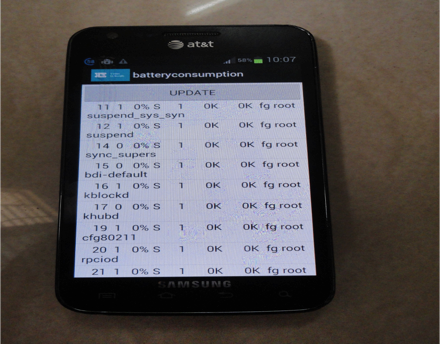 at&t
58% 10:07
batteryconsumption
UPDATE
11 1 0% S 1 0K 0K fg root
suspend_sys_syn
12 1 0% S 1 0K 0K fg root
suspend
14 0 0% S 1 0K 0K fg root
sync_supers
15 0 0% S 1 0K 0K fg root
bdi-default
16 1 0% S 1 0K 0K fg root
kblockd
17 0 0% S 1 0K 0K fg root
khubd
19 1 0% S 1 0K 0K fg root
cfg80211
20 1 0% S 1 0K 0K fg root
rpciod
21 1 0% S 1 0K 0K fg root
SAMSUNG